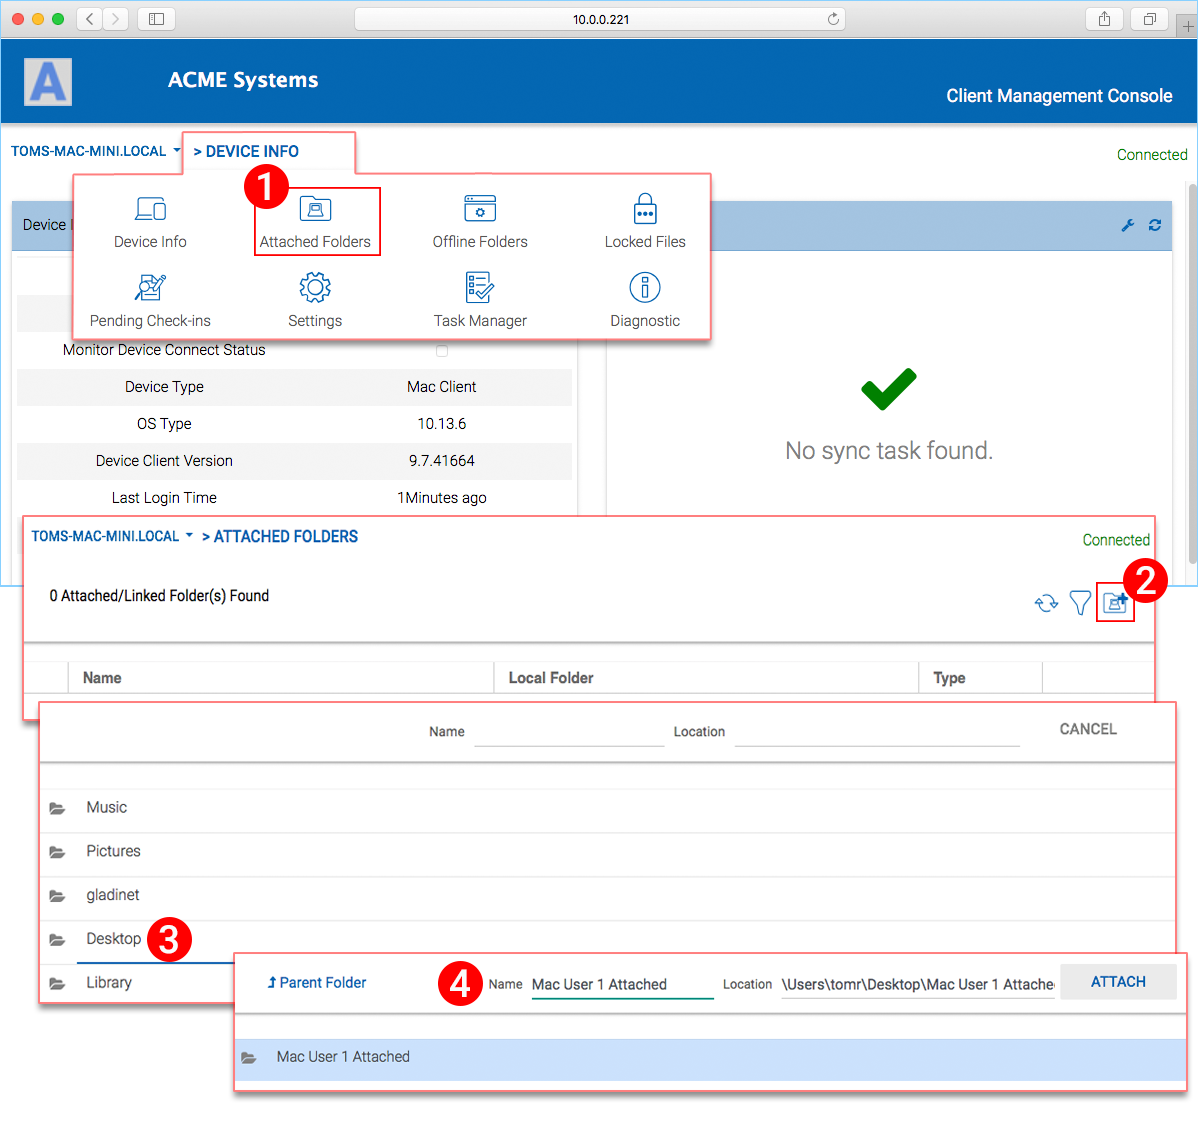 10.0.0.221
A
ACME Systems
Client Management Console
TOMS-MAC-MINI.LOCAL > DEVICE INFO
Connected
1
Device I
Device Info
Attached Folders
Offline Folders
Locked Files
Pending Check-ins
Settings
Task Manager
Diagnostic
Monitor Device Connect Status
Device Type Mac Client
OS Type 10.13.6
Device Client Version 9.7.41664
Last Login Time 1Minutes ago
No sync task found.
TOMS-MAC-MINI.LOCAL > ATTACHED FOLDERS
Connected
2
0 Attached/Linked Folder(s) Found
Name Local Folder Type
Name Location CANCEL
Music
Pictures
gladinet
Desktop 3
Library
Parent Folder 4 Name Mac User 1 Attached Location \Users\tomr\Desktop\Mac User 1 Attache ATTACH
Mac User 1 Attached